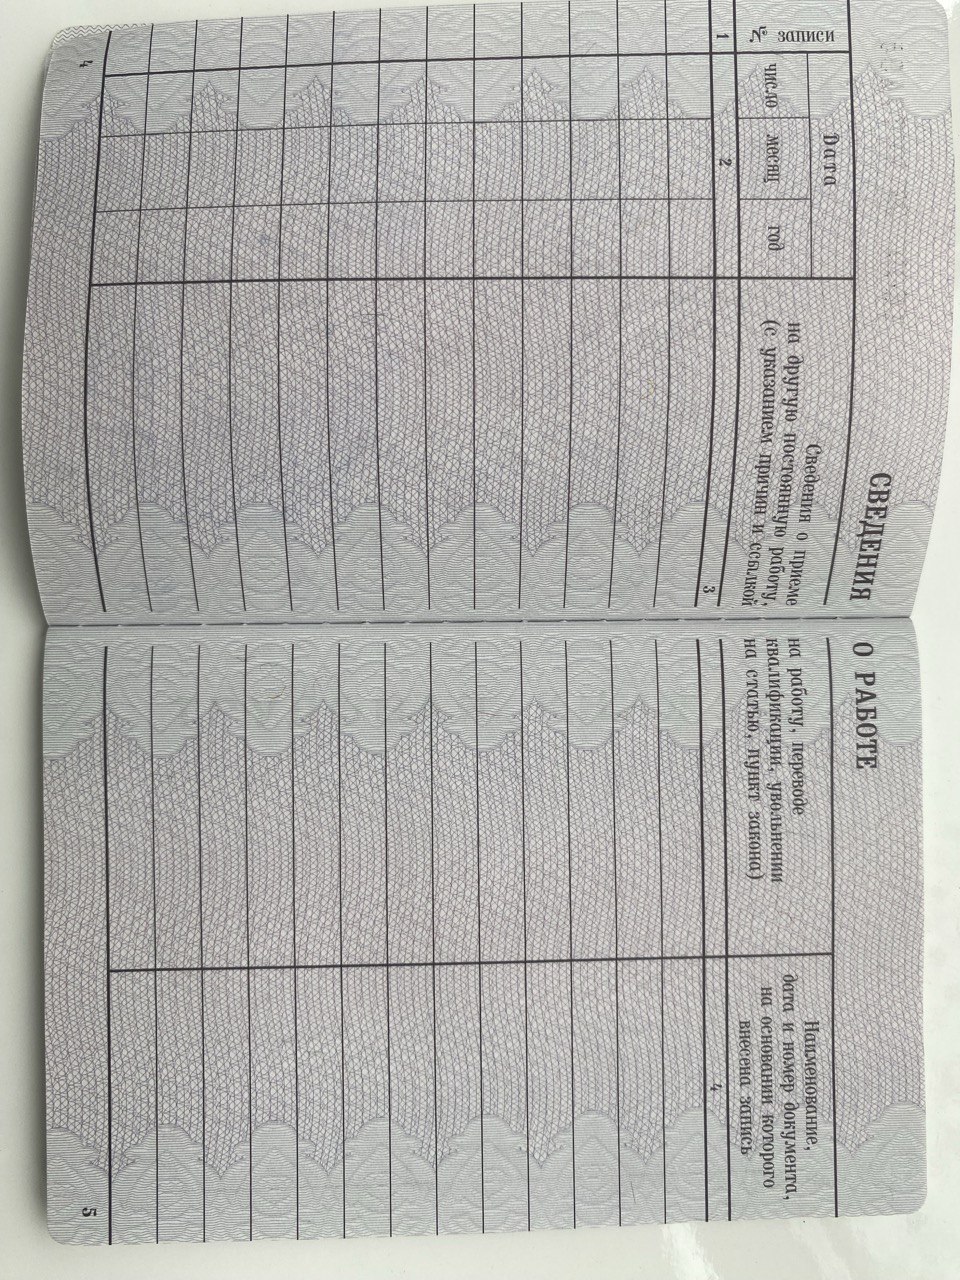 СВЕДЕНИЯ О РАБОТЕ
№ записи
Дата
число
месяц
год
Сведения о приеме
на другую постоянную работу,
(с указанием причин и ссылкой
на работу, переводе
квалификации, увольнении
на статью, пункт закона)
Наименование,
дата и номер документа,
на основании которого
внесена запись
1
2
3
4
4
5